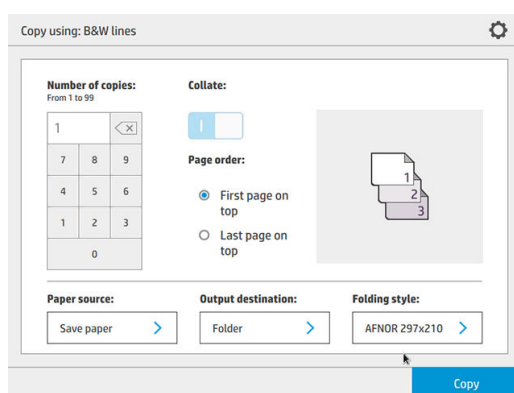 Copy using: B&W lines
Number of copies:
From 1 to 99
Collate:
1
7 8 9
4 5 6
1 2 3
0
Page order:
First page on
top
Last page on
top
1
2
3
Paper source:
Output destination:
Folding style:
Save paper
Folder
AFNOR 297x210
Copy